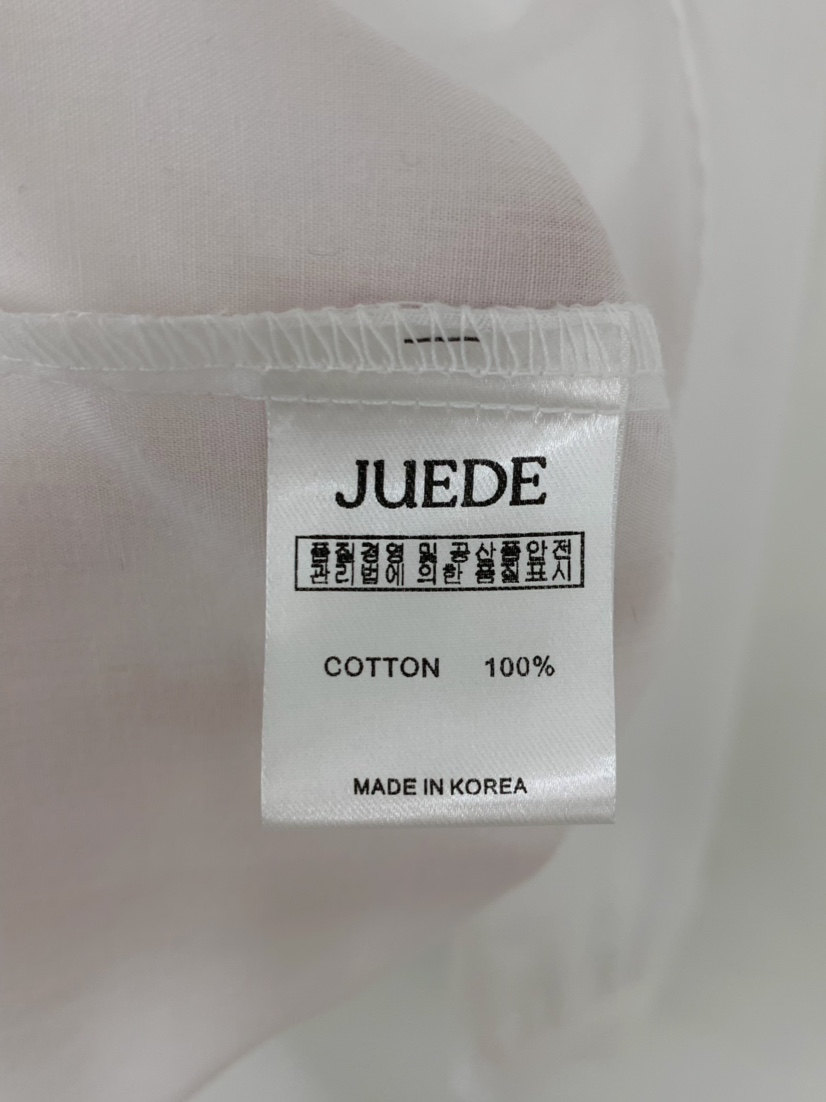 JUEDE
품질경영 및 공산품안전
관리법에 의한 품질표시
COTTON 100%
MADE IN KOREA